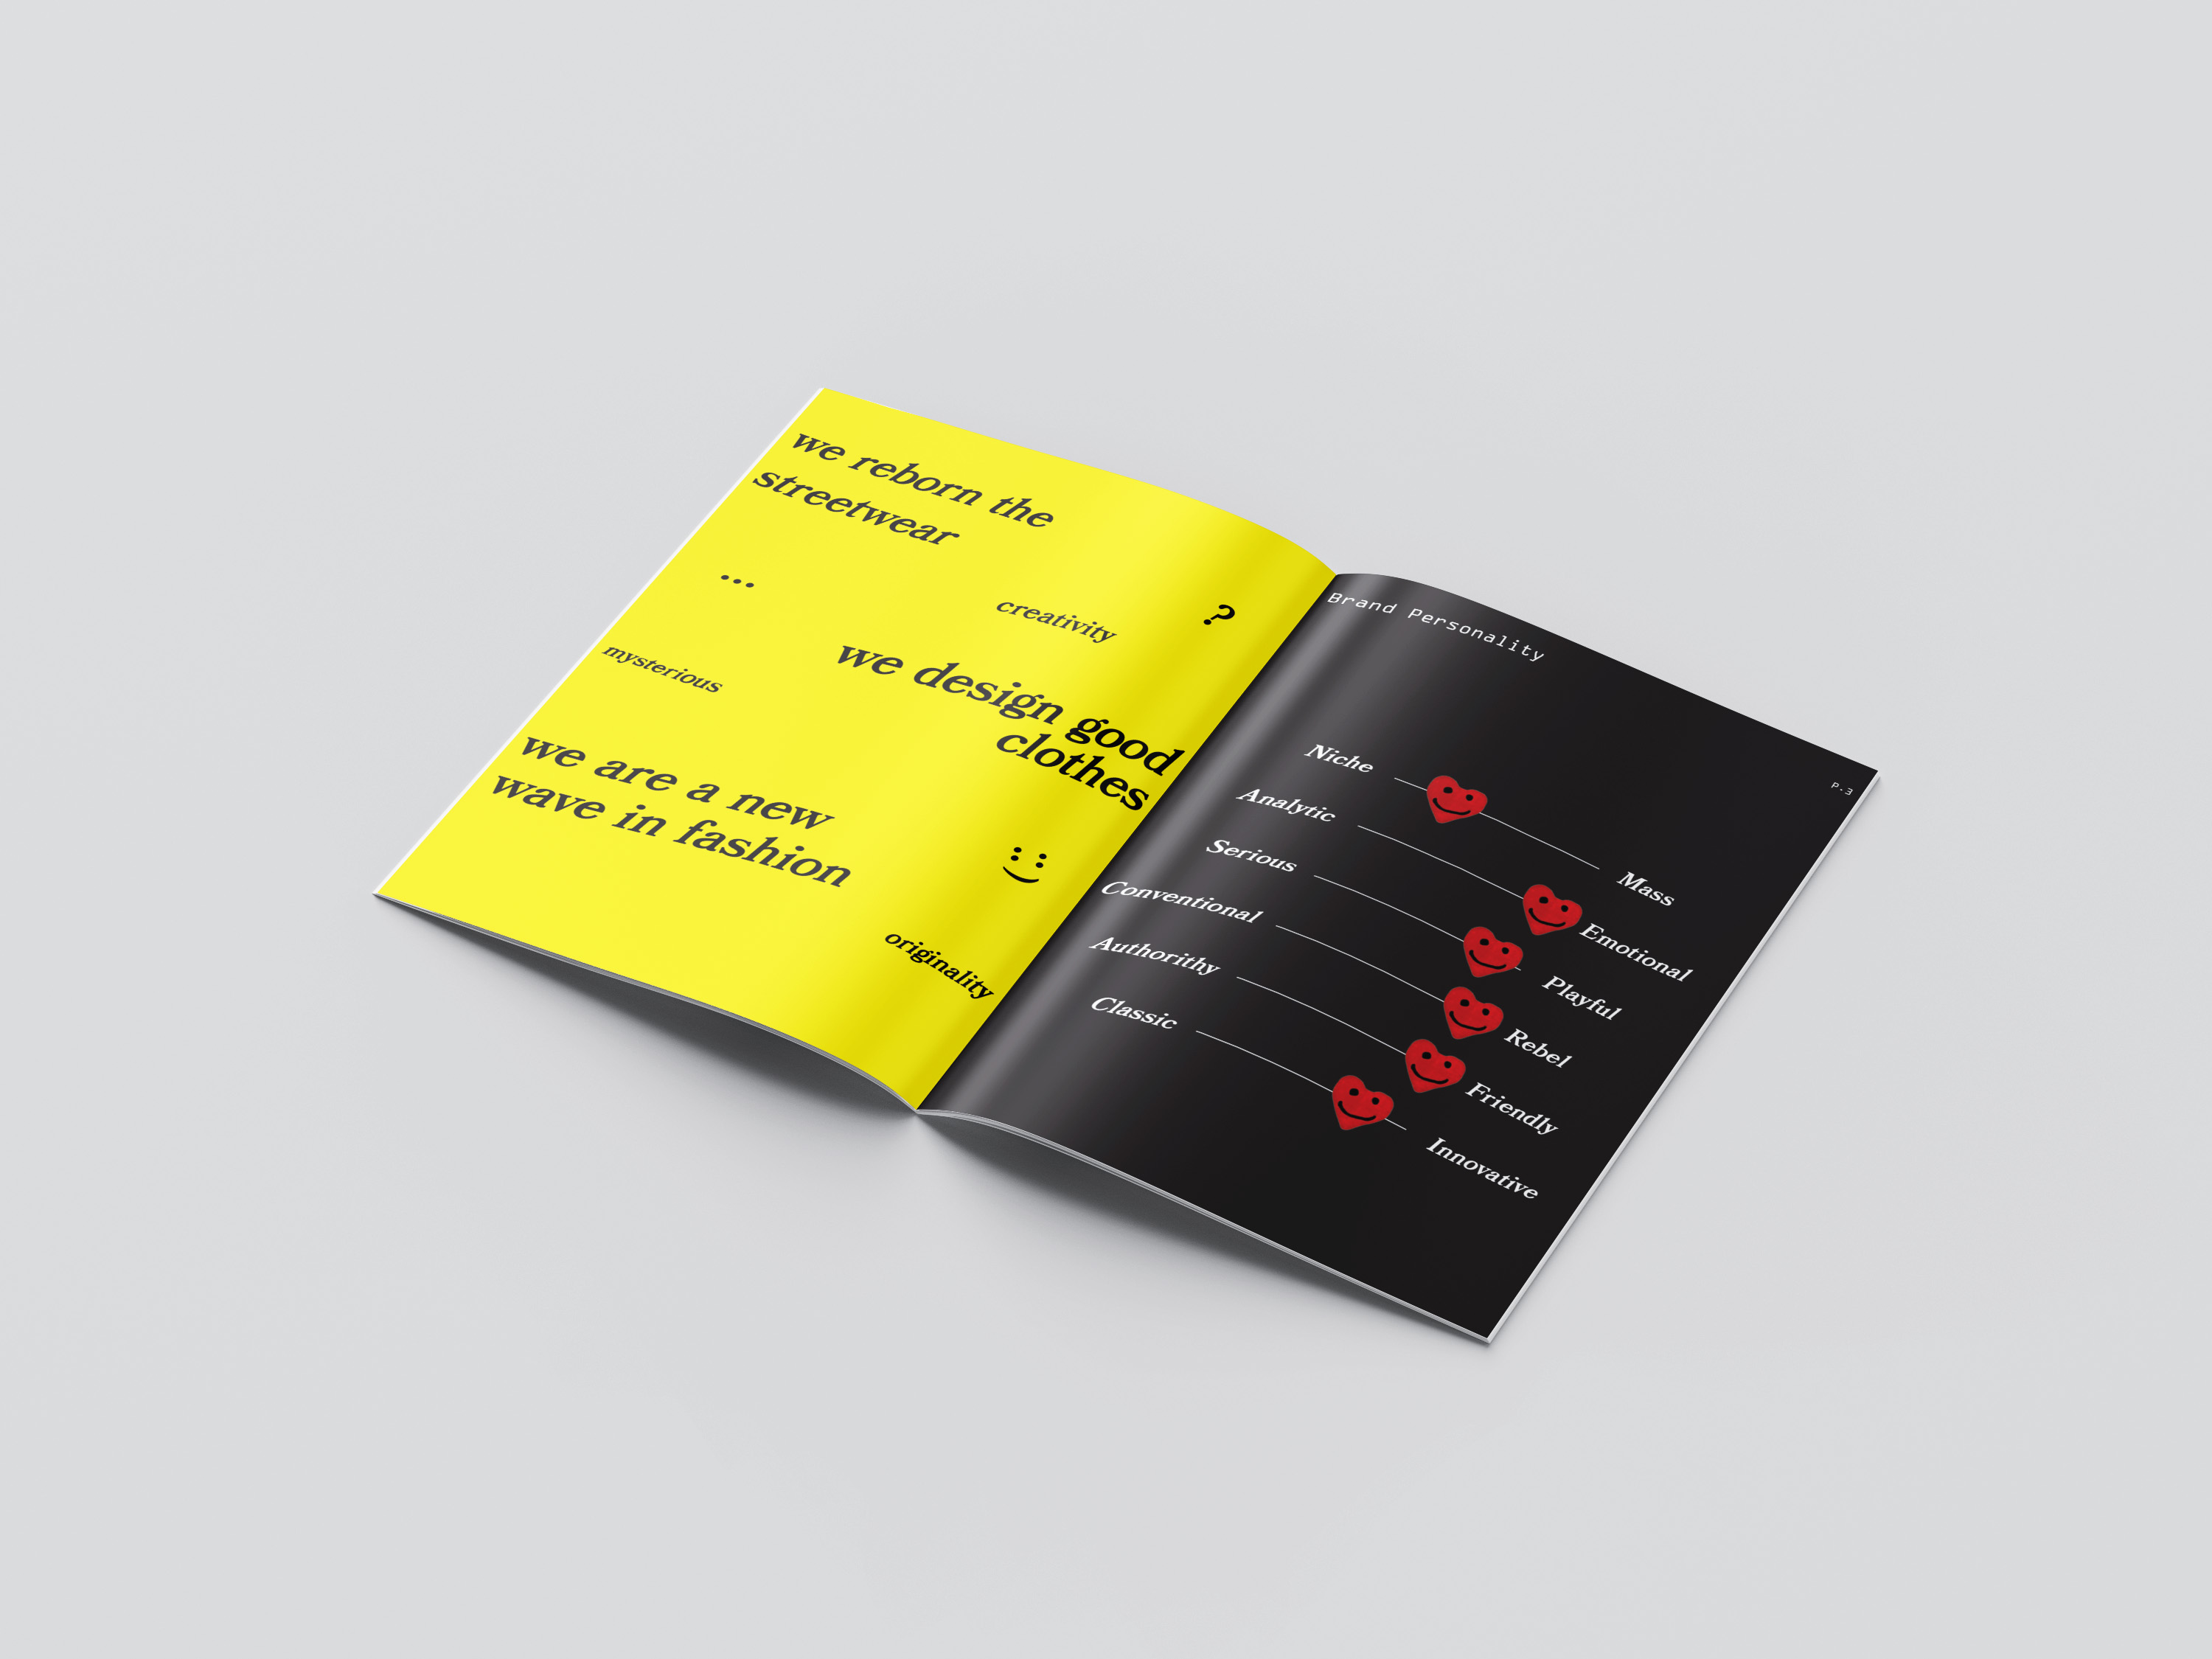 we reborn the
streetwear
...
creativity
?
mysterious
we design good
clothes
we are a new
wave in fashion
originality
Brand Personality
P.3
Niche
Mass
Analytic
Emotional
Serious
Playful
Conventional
Rebel
Authorithy
Friendly
Classic
Innovative